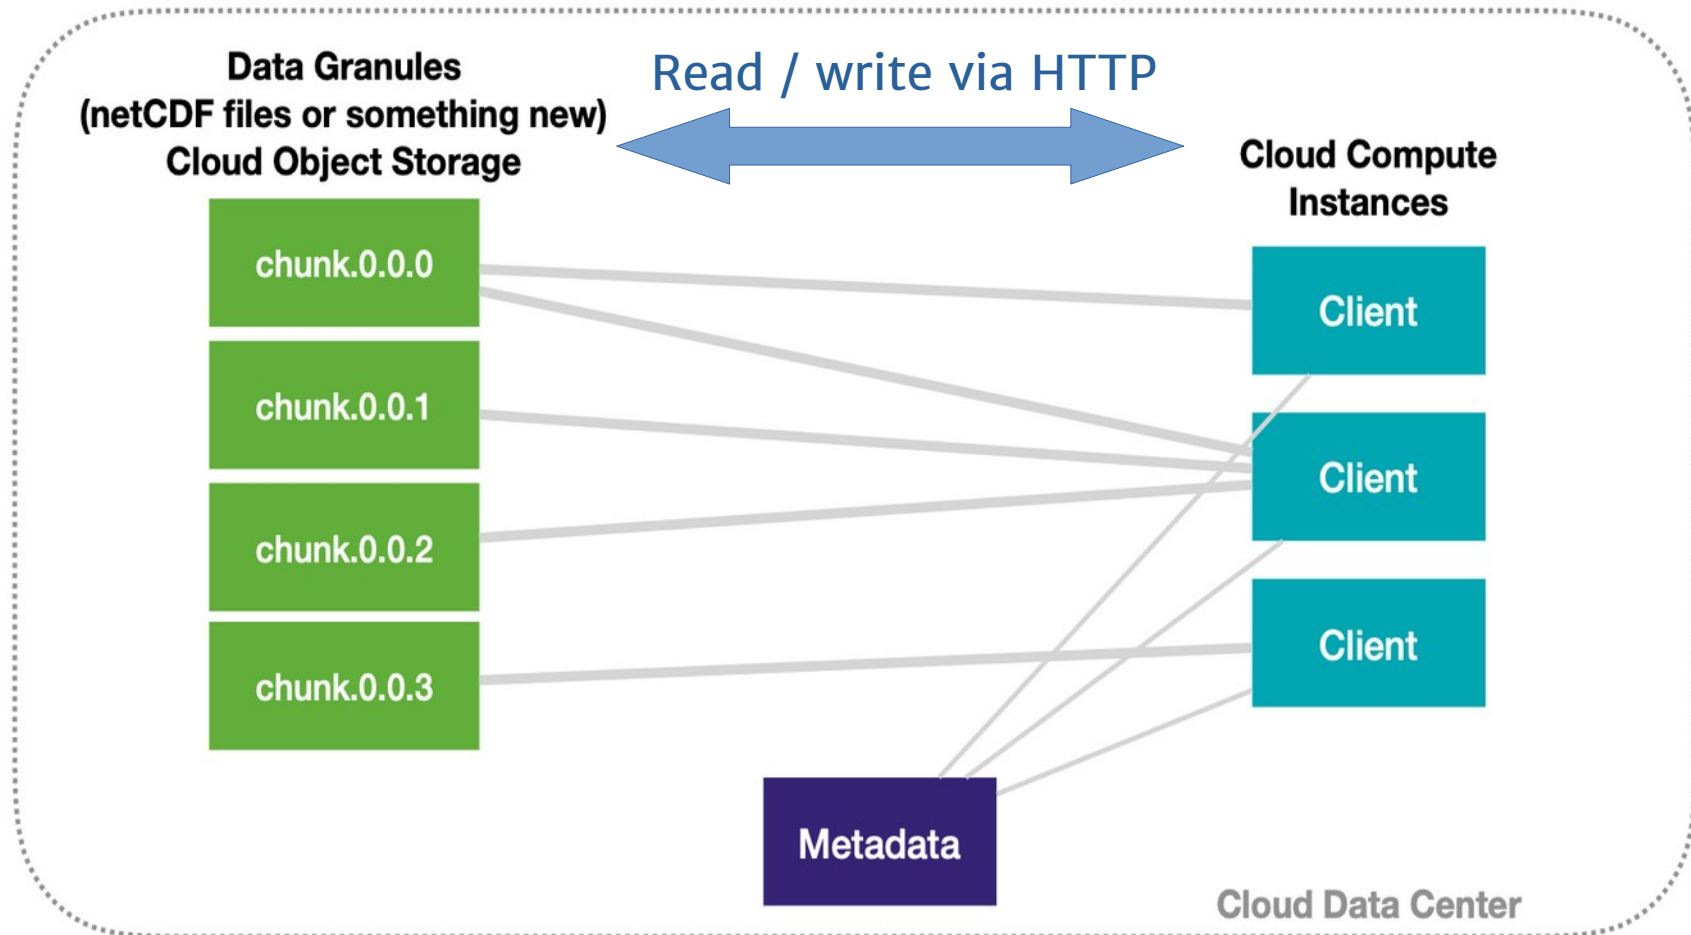 Data Granules
(netCDF files or something new)
Cloud Object Storage
Read / write via HTTP
Cloud Compute
Instances
chunk.0.0.0
chunk.0.0.1
chunk.0.0.2
chunk.0.0.3
Client
Client
Client
Metadata
Cloud Data Center